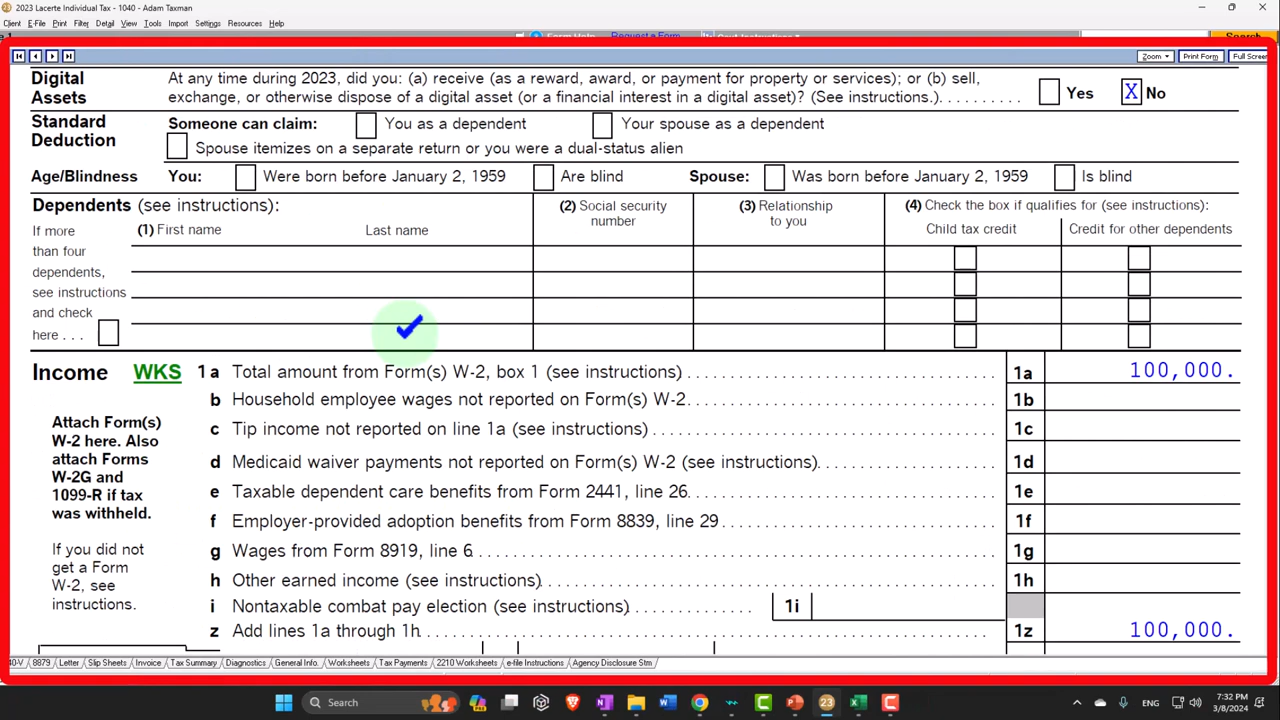 2023 Lacerte Individual Tax - 1040 - Adam Taxman
Client E-File Print Filter Detail View Tools Import Settings Resources Help
Zoom Print Form Full Screen
Digital Assets
At any time during 2023, did you: (a) receive (as a reward, award, or payment for property or services); or (b) sell,
exchange, or otherwise dispose of a digital asset (or a financial interest in a digital asset)? (See instructions.) Yes X No
Standard Deduction
Someone can claim: You as a dependent Your spouse as a dependent
Spouse itemizes on a separate return or you were a dual-status alien
Age/Blindness You: Were born before January 2, 1959 Are blind Spouse: Was born before January 2, 1959 Is blind
Dependents (see instructions): (2) Social security number (3) Relationship to you (4) Check the box if qualifies for (see instructions):
(1) First name Last name Child tax credit Credit for other dependents
If more
than four
dependents,
see instructions
and check
here . . .
Income WKS 1a Total amount from Form(s) W-2, box 1 (see instructions) 1a 100,000.
b Household employee wages not reported on Form(s) W-2 1b
c Tip income not reported on line 1a (see instructions) 1c
d Medicaid waiver payments not reported on Form(s) W-2 (see instructions) 1d
e Taxable dependent care benefits from Form 2441, line 26 1e
f Employer-provided adoption benefits from Form 8839, line 29 1f
g Wages from Form 8919, line 6 1g
h Other earned income (see instructions) 1h
i Nontaxable combat pay election (see instructions) 1i
z Add lines 1a through 1h 1z 100,000.
Attach Form(s)
W-2 here. Also
attach Forms
W-2G and
1099-R if tax
was withheld.
If you did not
get a Form
W-2, see
instructions.
40-V 8879 Letter Slip Sheets Invoice Tax Summary Diagnostics General Info. Worksheets Tax Payments 2210 Worksheets e-file Instructions Agency Disclosure Stm
Search
23
ENG
7:32 PM
3/8/2024